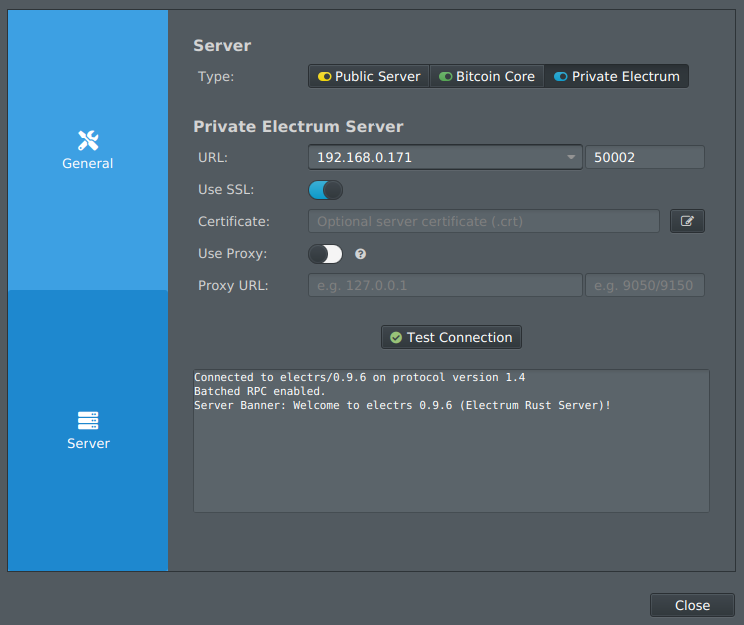 General
Server
Server
Type:
Public Server
Bitcoin Core
Private Electrum
Private Electrum Server
URL:
192.168.0.171
50002
Use SSL:
Certificate:
Optional server certificate (.crt)
Use Proxy:
?
Proxy URL:
e.g. 127.0.0.1
e.g. 9050/9150
Test Connection
Connected to electrs/0.9.6 on protocol version 1.4
Batched RPC enabled.
Server Banner: Welcome to electrs 0.9.6 (Electrum Rust Server)!
Close